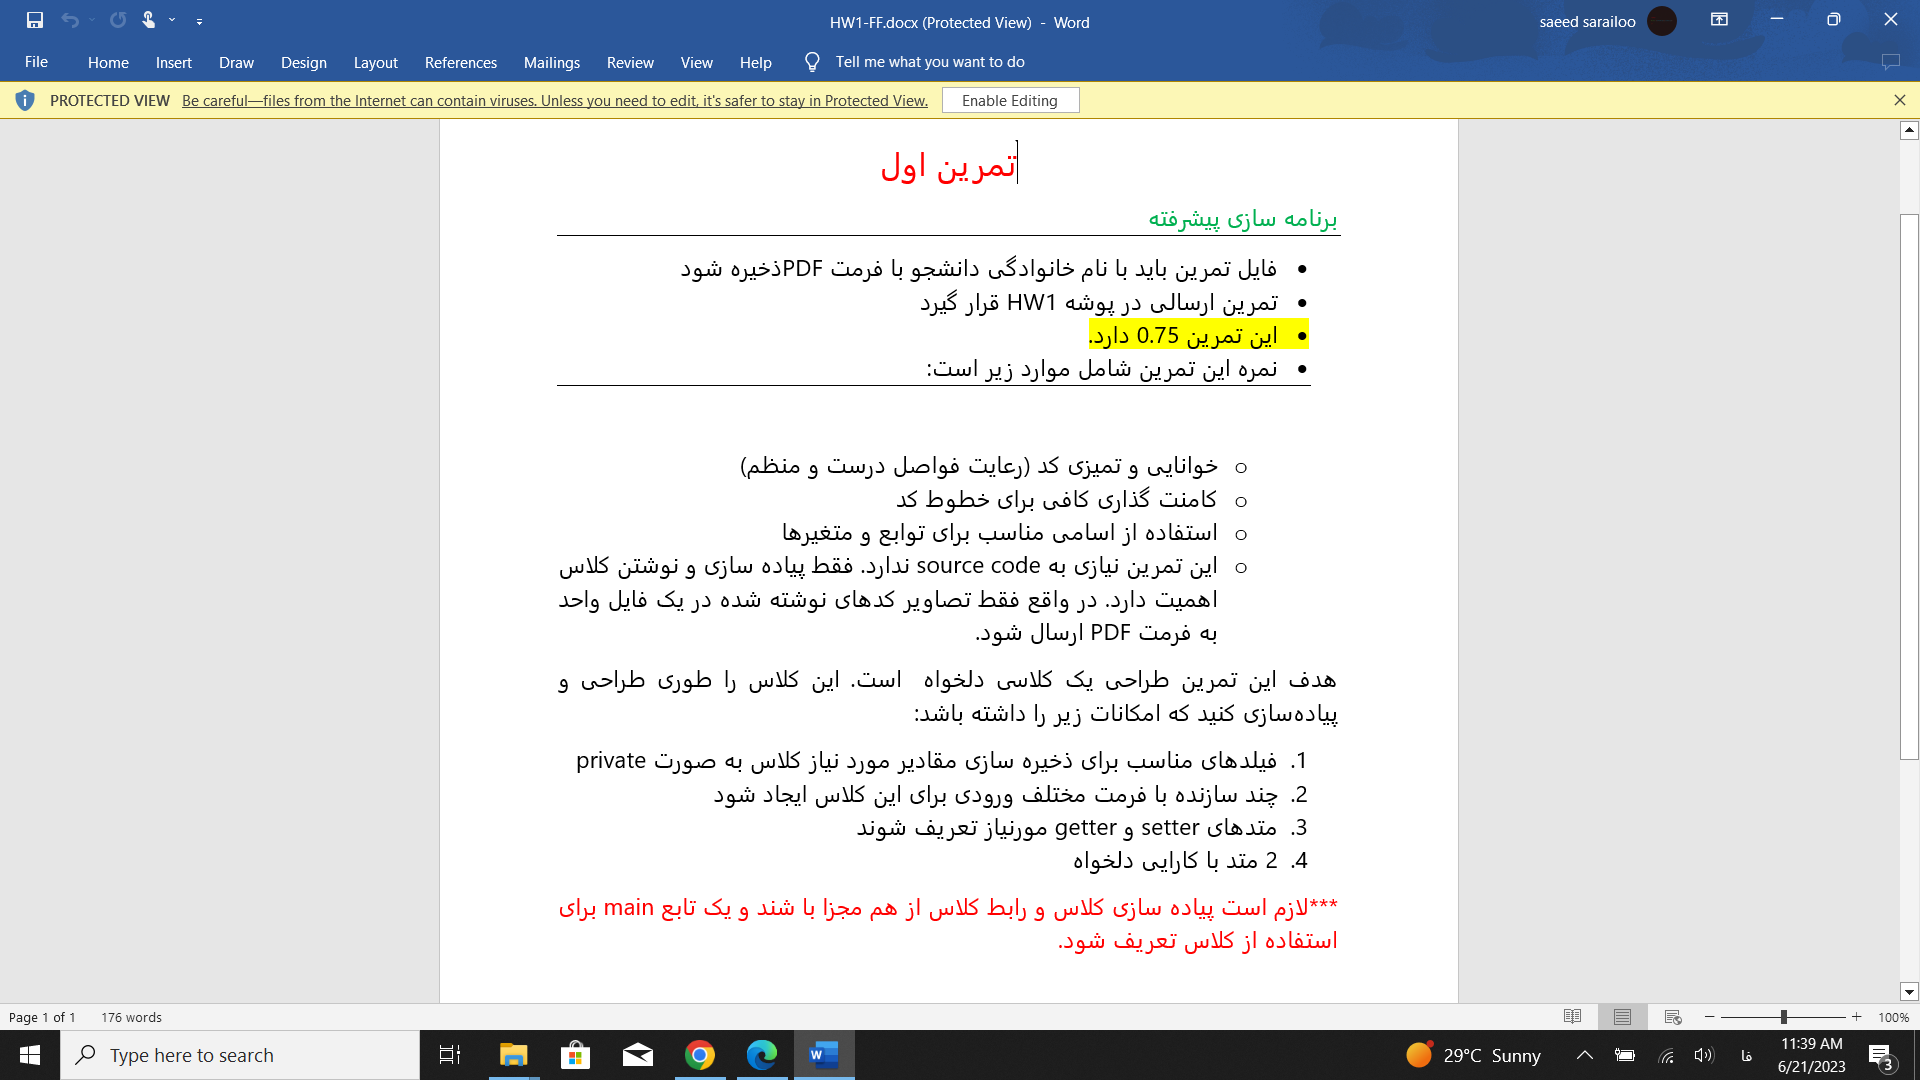 HW1-FF.docx (Protected View) - Word
saeed sarailoo
File Home Insert Draw Design Layout References Mailings Review View Help Tell me what you want to do
PROTECTED VIEW Be careful—files from the Internet can contain viruses. Unless you need to edit, it's safer to stay in Protected View. Enable Editing
تمرین اول
برنامه سازی پیشرفته
• فایل تمرین باید با نام خانوادگی دانشجو با فرمت PDFذخیره شود
• تمرین ارسالی در پوشه HW1 قرار گیرد
• این تمرین 0.75 دارد.
• نمره این تمرین شامل موارد زیر است:
o خوانایی و تمیزی کد (رعایت فواصل درست و منظم)
o کامنت گذاری کافی برای خطوط کد
o استفاده از اسامی مناسب برای توابع و متغیرها
o این تمرین نیازی به source code ندارد. فقط پیاده سازی و نوشتن کلاس
اهمیت دارد. در واقع فقط تصاویر کدهای نوشته شده در یک فایل واحد
به فرمت PDF ارسال شود.
هدف این تمرین طراحی یک کلاسی دلخواه است. این کلاس را طوری طراحی و
پیاده‌سازی کنید که امکانات زیر را داشته باشد:
1. فیلدهای مناسب برای ذخیره سازی مقادیر مورد نیاز کلاس به صورت private
2. چند سازنده با فرمت مختلف ورودی برای این کلاس ایجاد شود
3. متدهای setter و getter مورنیاز تعریف شوند
4. 2 متد با کارایی دلخواه
***لازم است پیاده سازی کلاس و رابط کلاس از هم مجزا با شند و یک تابع main برای
استفاده از کلاس تعریف شود.
Page 1 of 1 176 words
100%
Type here to search
29°C Sunny
فا
11:39 AM
6/21/2023
3